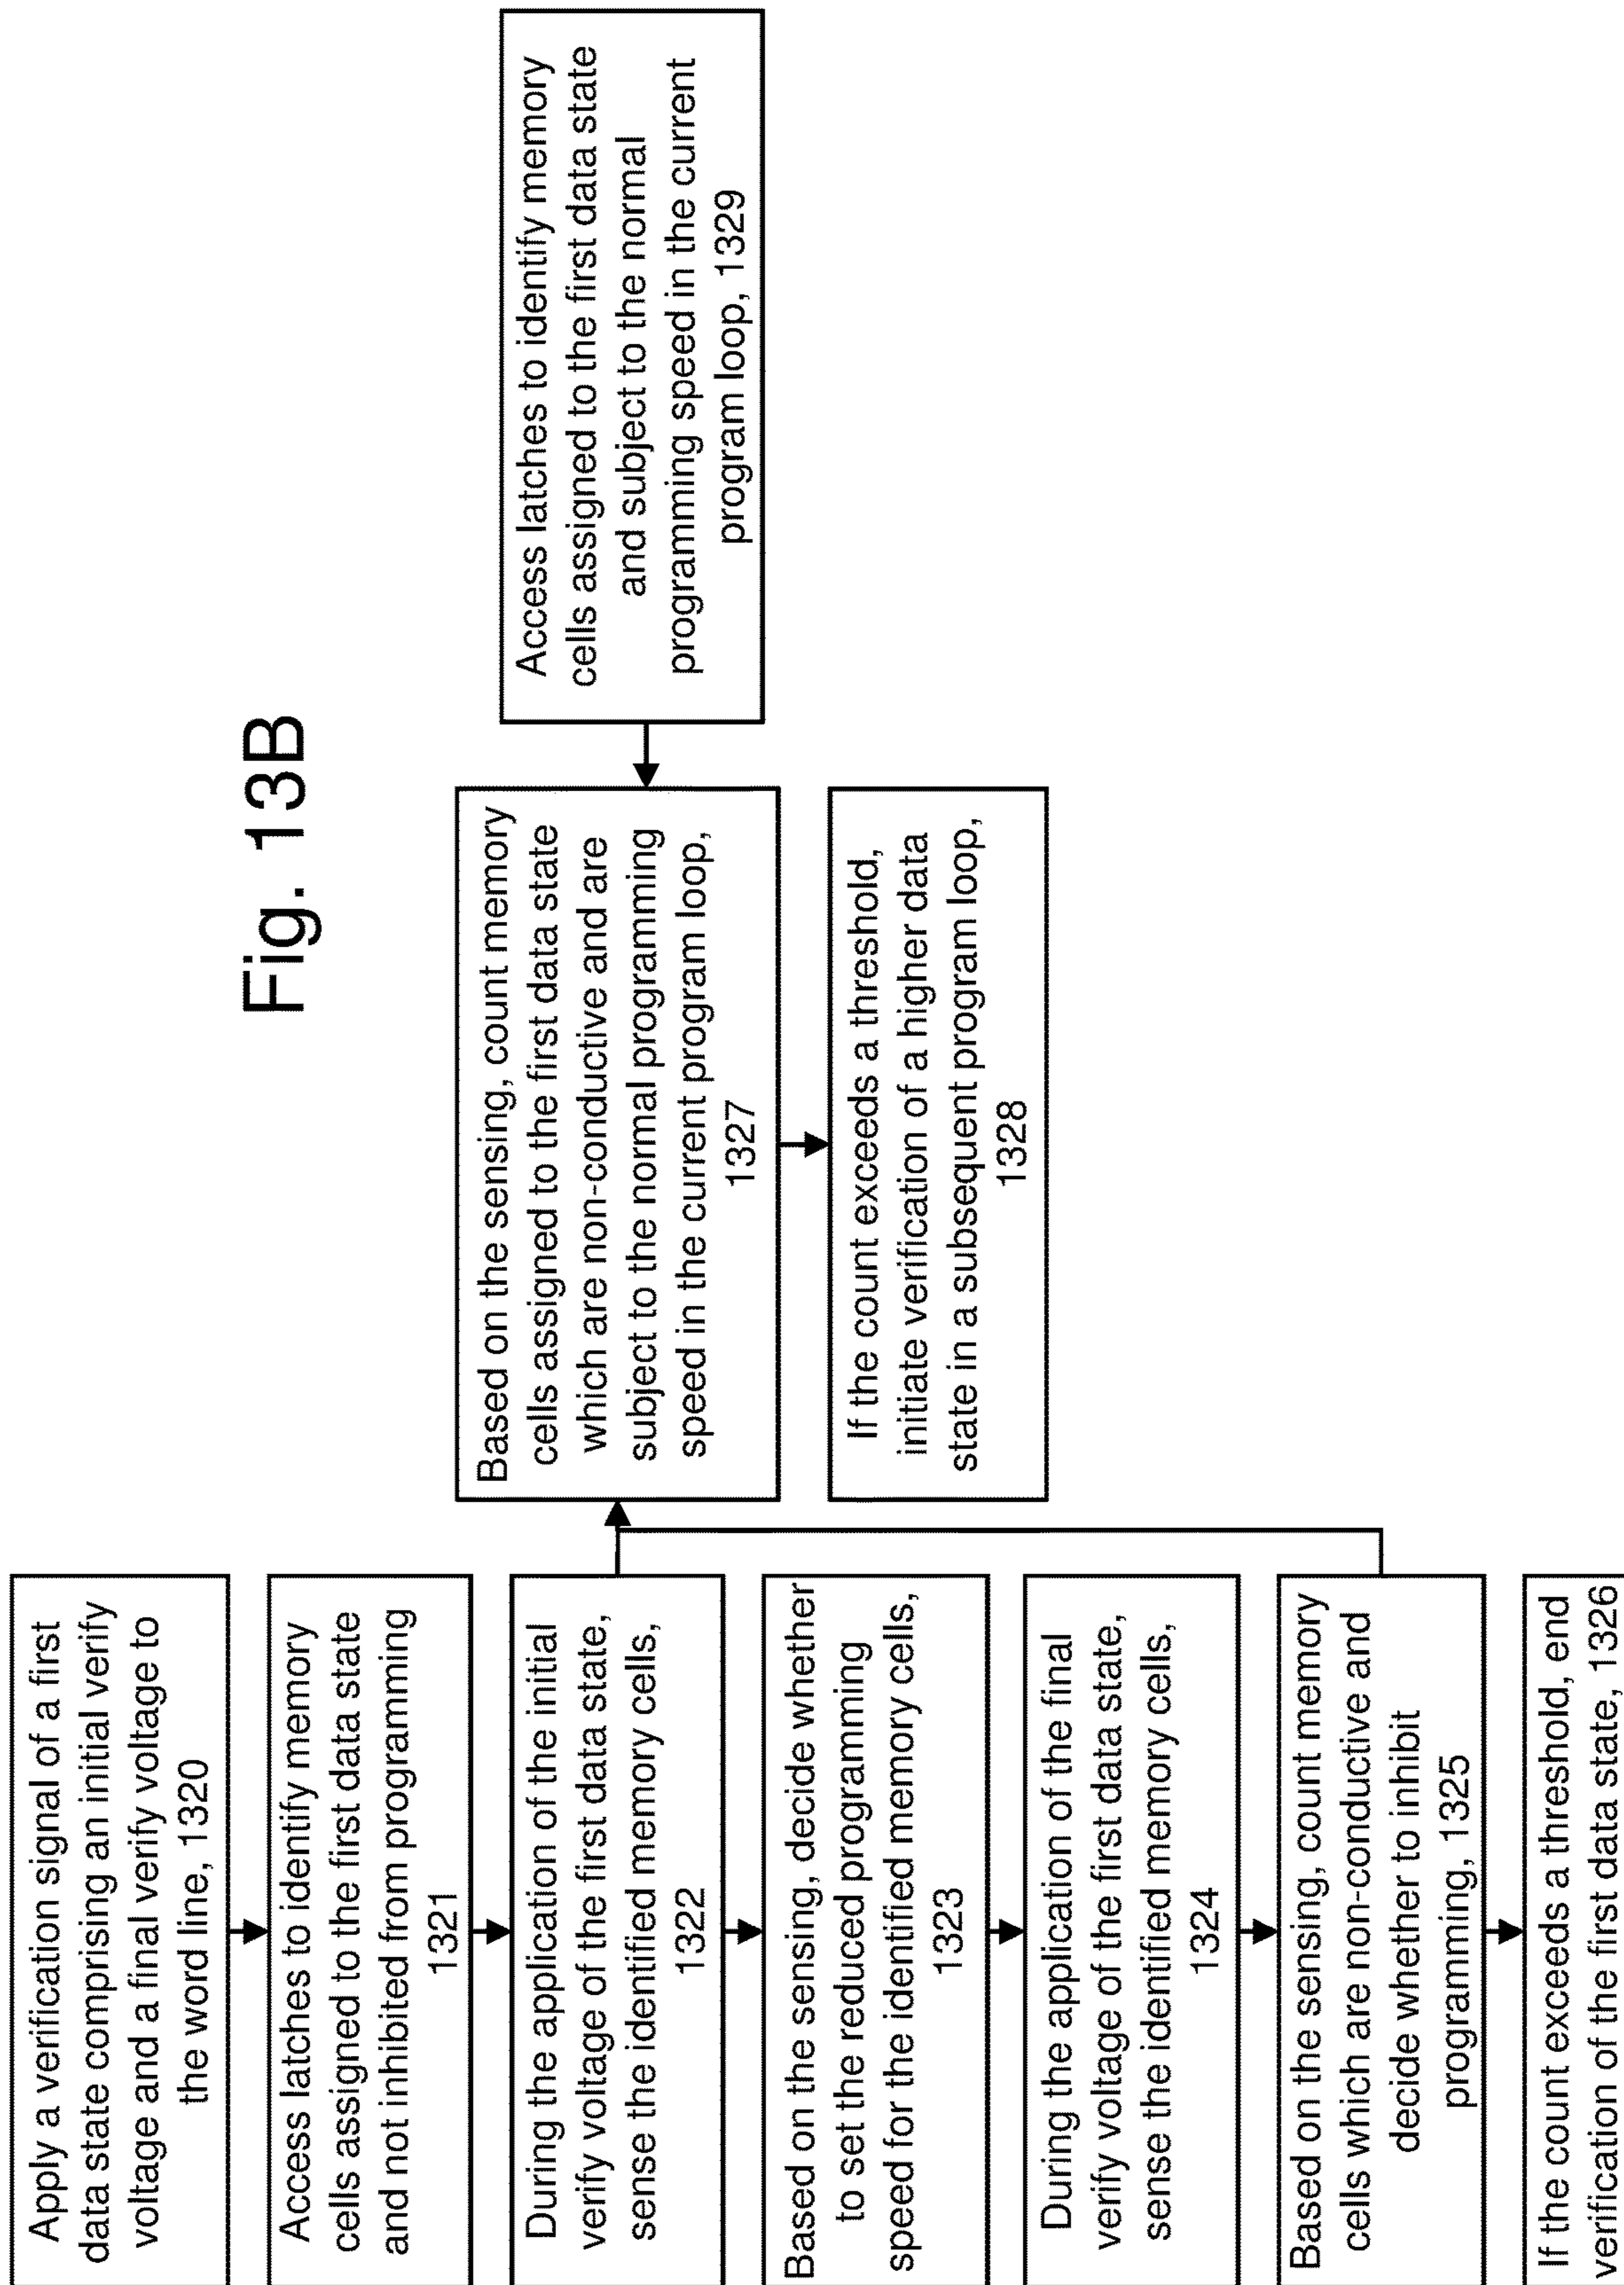 Fig. 13B
Apply a verification signal of a first
data state comprising an initial verify
voltage and a final verify voltage to
the word line, 1320
Access latches to identify memory
cells assigned to the first data state
and not inhibited from programming
1321
During the application of the initial
verify voltage of the first data state,
sense the identified memory cells,
1322
Based on the sensing, decide whether
to set the reduced programming
speed for the identified memory cells,
1323
During the application of the final
verify voltage of the first data state,
sense the identified memory cells,
1324
Based on the sensing, count memory
cells which are non-conductive and
decide whether to inhibit
programming, 1325
If the count exceeds a threshold, end
verification of the first data state, 1326
Based on the sensing, count memory
cells assigned to the first data state
which are non-conductive and are
subject to the normal programming
speed in the current program loop,
1327
If the count exceeds a threshold,
initiate verification of a higher data
state in a subsequent program loop,
1328
Access latches to identify memory
cells assigned to the first data state
and subject to the normal
programming speed in the current
program loop, 1329